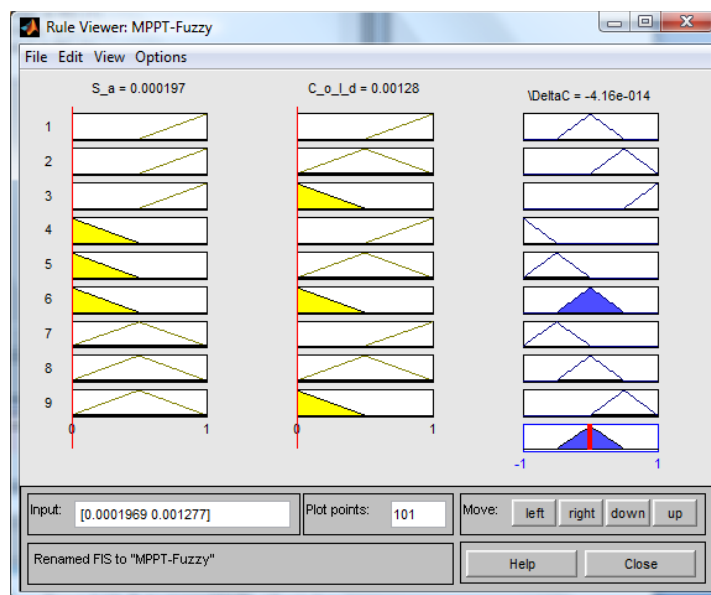 Rule Viewer: MPPT-Fuzzy
File Edit View Options
S_a = 0.000197
C_o_l_d = 0.00128
\DeltaC = -4.16e-014
1
2
3
4
5
6
7
8
9
0 1
0 1
-1 1
Input: [0.0001969 0.001277]
Plot points: 101
Move: left right down up
Renamed FIS to "MPPT-Fuzzy"
Help Close